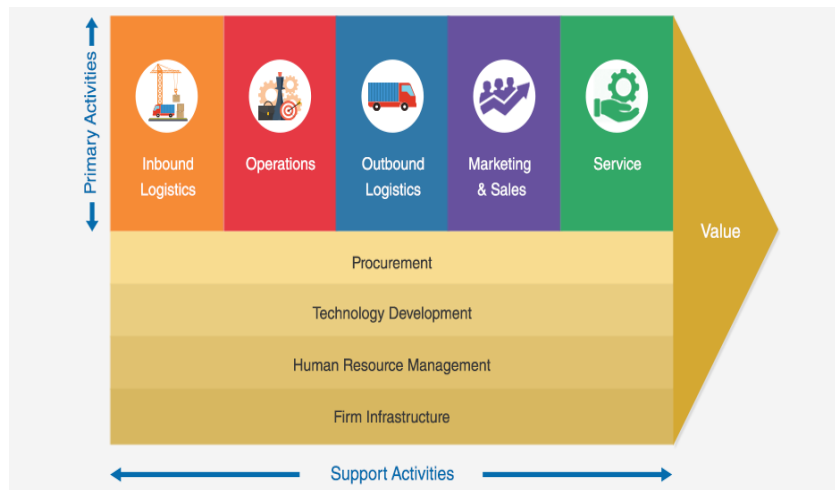 Primary Activities
Inbound
Logistics
Operations
Outbound
Logistics
Marketing
& Sales
Service
Value
Procurement
Technology Development
Human Resource Management
Firm Infrastructure
Support Activities